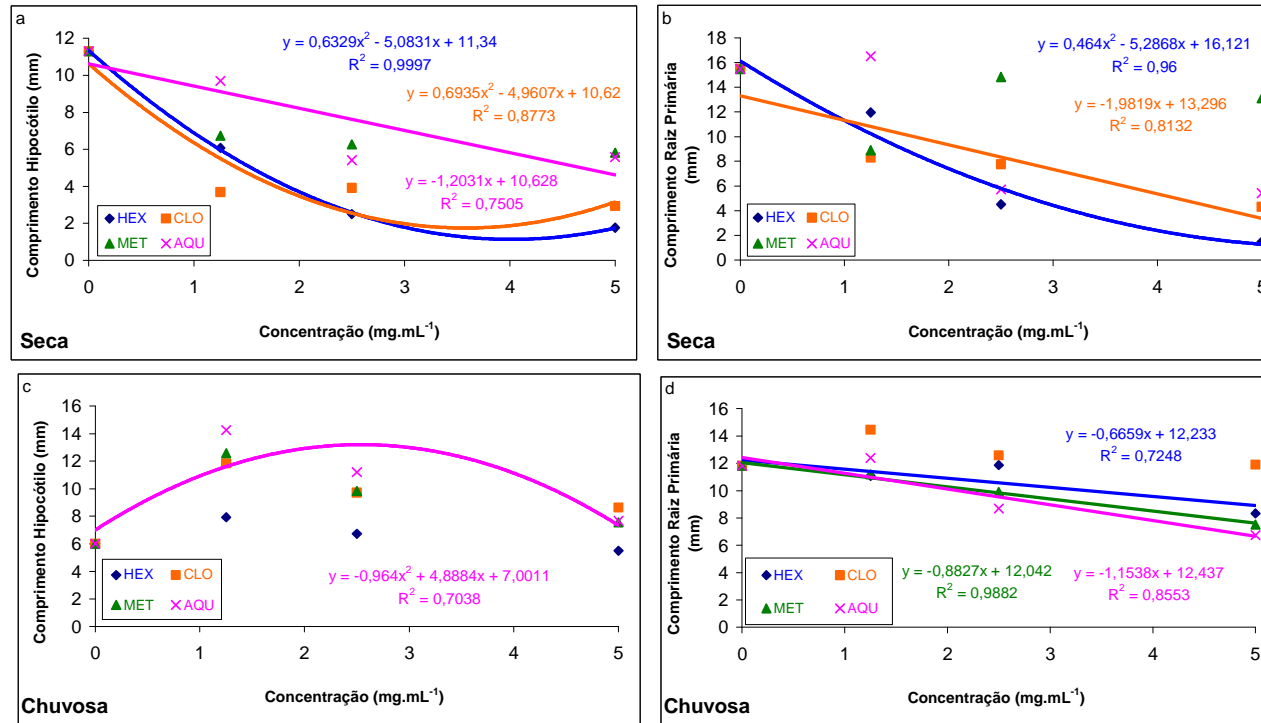 a
y = 0,6329x² - 5,0831x + 11,34
R² = 0,9997
y = 0,6935x² - 4,9607x + 10,62
R² = 0,8773
y = -1,2031x + 10,628
R² = 0,7505
Comprimento Hipocótilo (mm)
12
10
8
6
4
2
0
HEX CLO
MET AQU
0 1 2 3 4 5
Concentração (mg.mL⁻¹)
Seca
b
y = 0,464x² - 5,2868x + 16,121
R² = 0,96
y = -1,9819x + 13,296
R² = 0,8132
Comprimento Raiz Primária
(mm)
18
16
14
12
10
8
6
4
2
0
HEX CLO
MET AQU
0 1 2 3 4 5
Concentração (mg.mL⁻¹)
Seca
c
Comprimento Hipocótilo (mm)
16
14
12
10
8
6
4
2
0
HEX CLO
MET AQU
y = -0,964x² + 4,8884x + 7,0011
R² = 0,7038
0 1 2 3 4 5
Concentração (mg.mL⁻¹)
Chuvosa
d
y = -0,6659x + 12,233
R² = 0,7248
Comprimento Raiz Primária
(mm)
16
14
12
10
8
6
4
2
0
HEX CLO
MET AQU
y = -0,8827x + 12,042
R² = 0,9882
y = -1,1538x + 12,437
R² = 0,8553
0 1 2 3 4 5
Concentração (mg.mL⁻¹)
Chuvosa